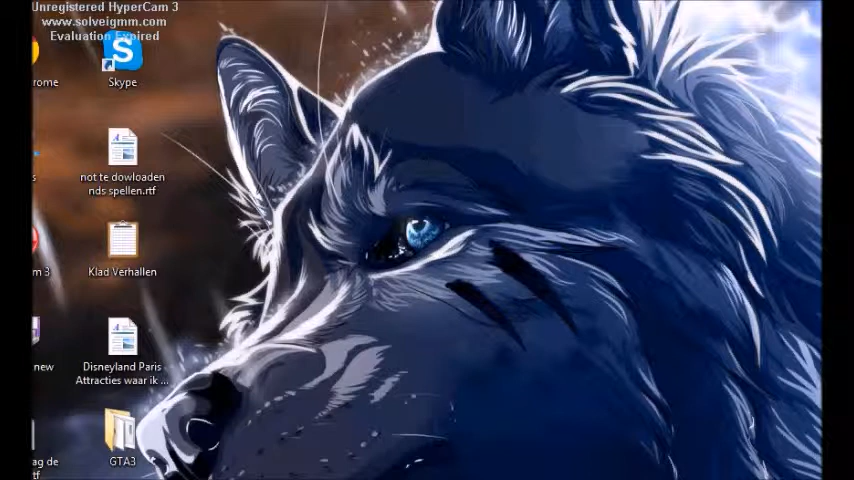 Unregistered HyperCam 3
www.solveigmm.com
Evaluation Expired
rome
Skype
not te dowloaden
nds spellen.rtf
s
m 3
Klad Verhallen
new
Disneyland Paris
Attracties waar ik ...
ag de
tf
GTA3